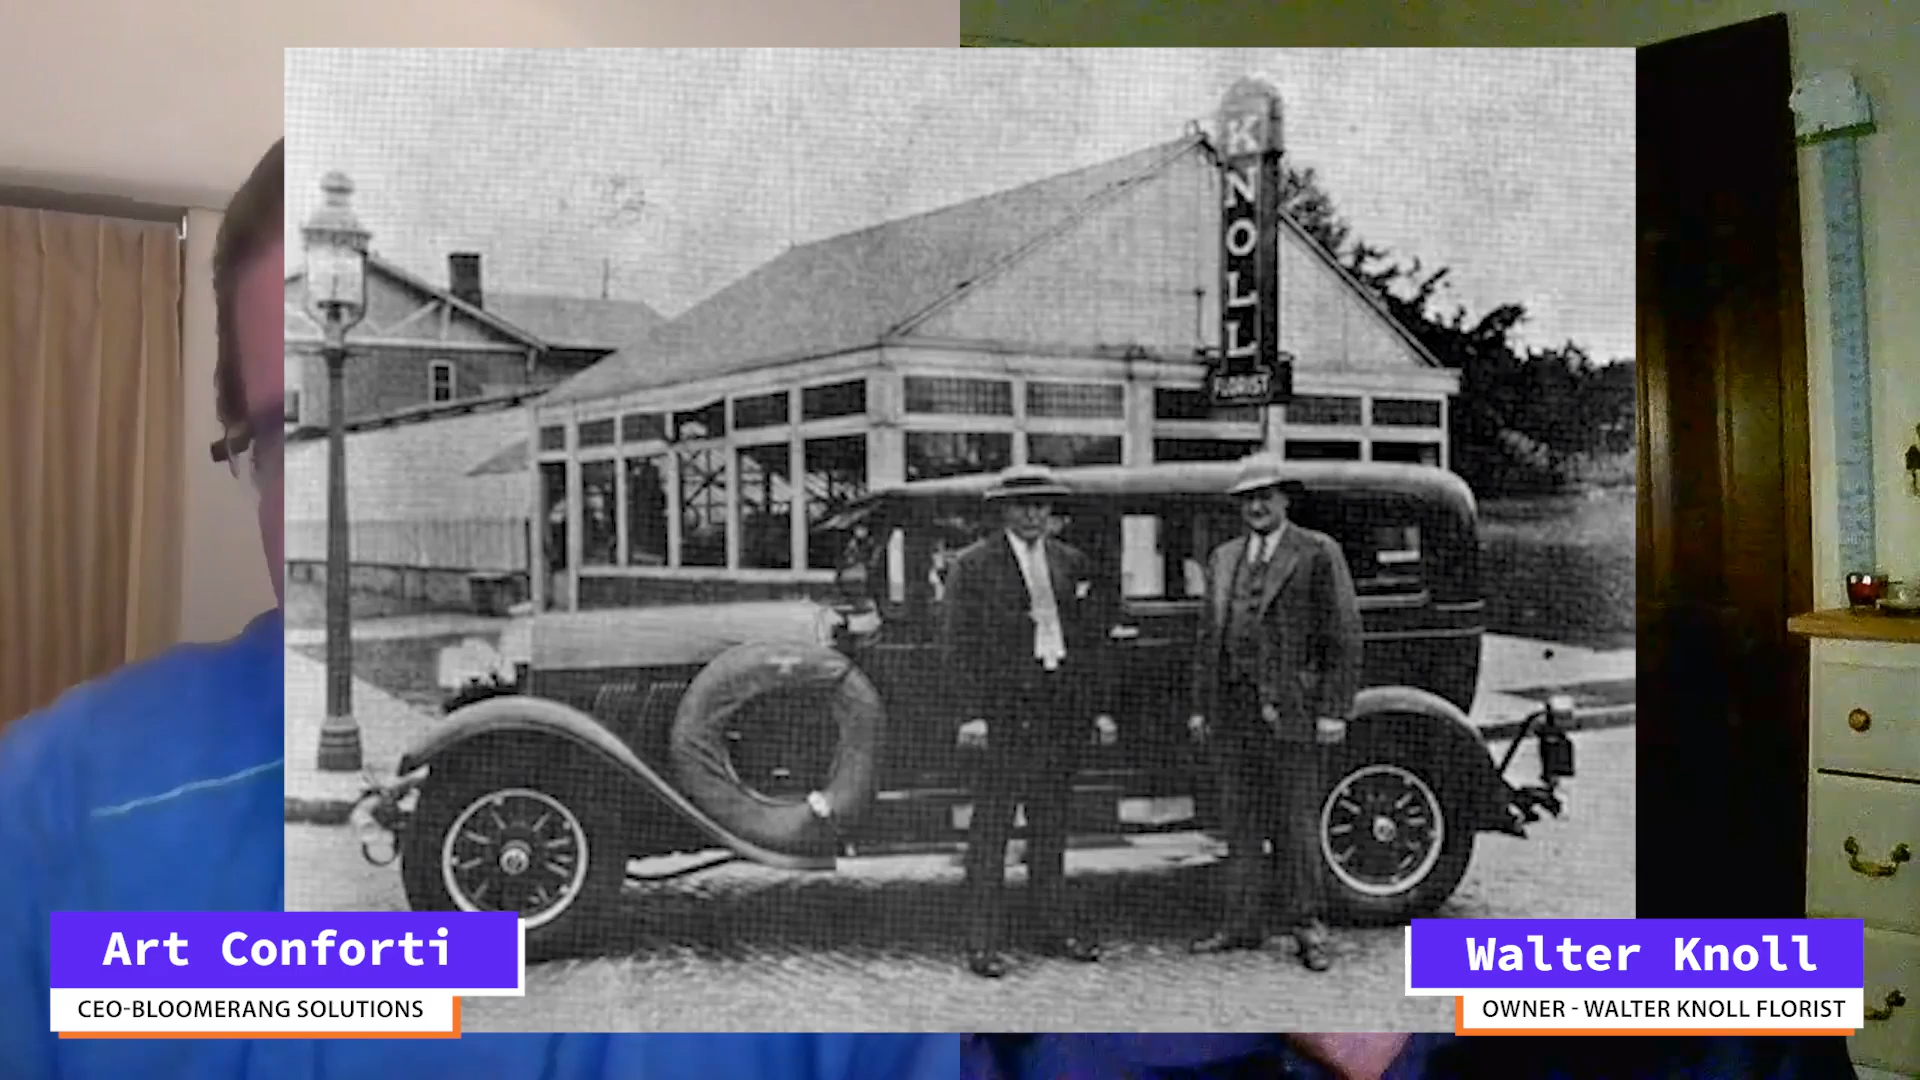 KNOLL
FLORIST
Art Conforti
CEO-BLOOMERANG SOLUTIONS
Walter Knoll
OWNER - WALTER KNOLL FLORIST